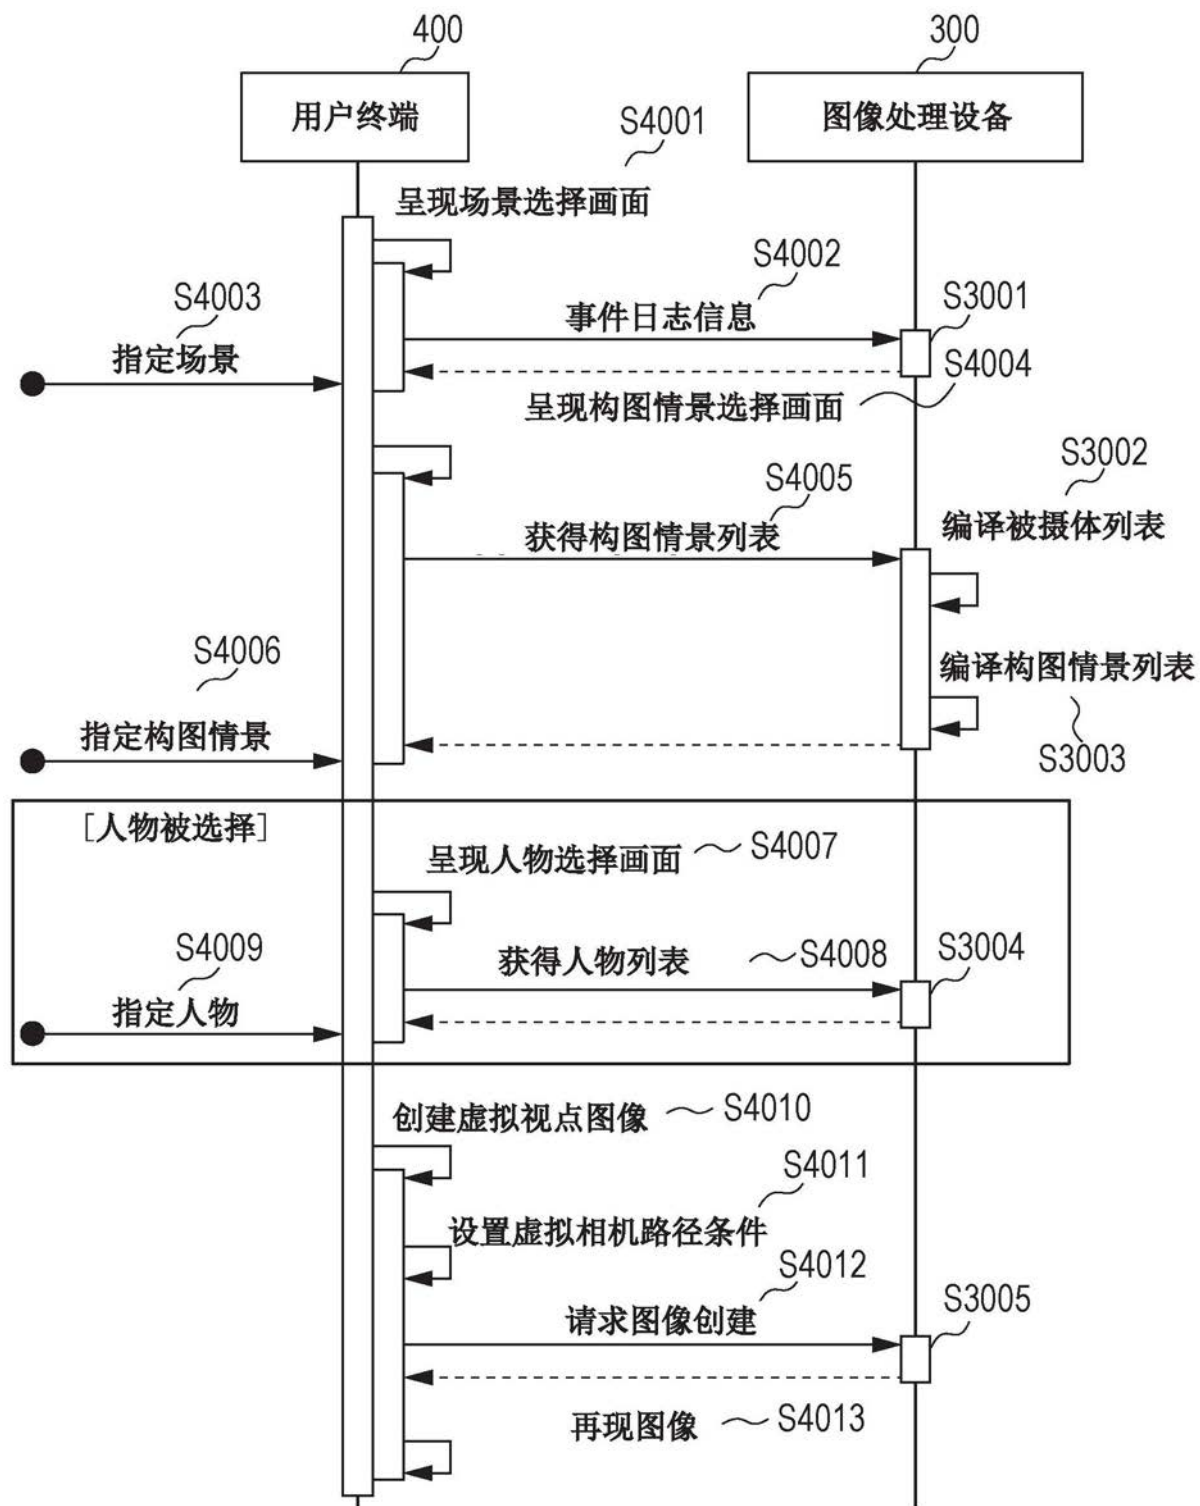 400
300
用户终端
图像处理设备
S4001
呈现场景选择画面
S4002
S4003
事件日志信息
S3001
指定场景
S4004
呈现构图情景选择画面
S3002
S4005
编译被摄体列表
获得构图情景列表
S4006
编译构图情景列表
指定构图情景
S3003
[人物被选择]
呈现人物选择画面
S4007
S4009
获得人物列表
S4008
S3004
指定人物
创建虚拟视点图像
S4010
S4011
设置虚拟相机路径条件
S4012
请求图像创建
S3005
再现图像
S4013